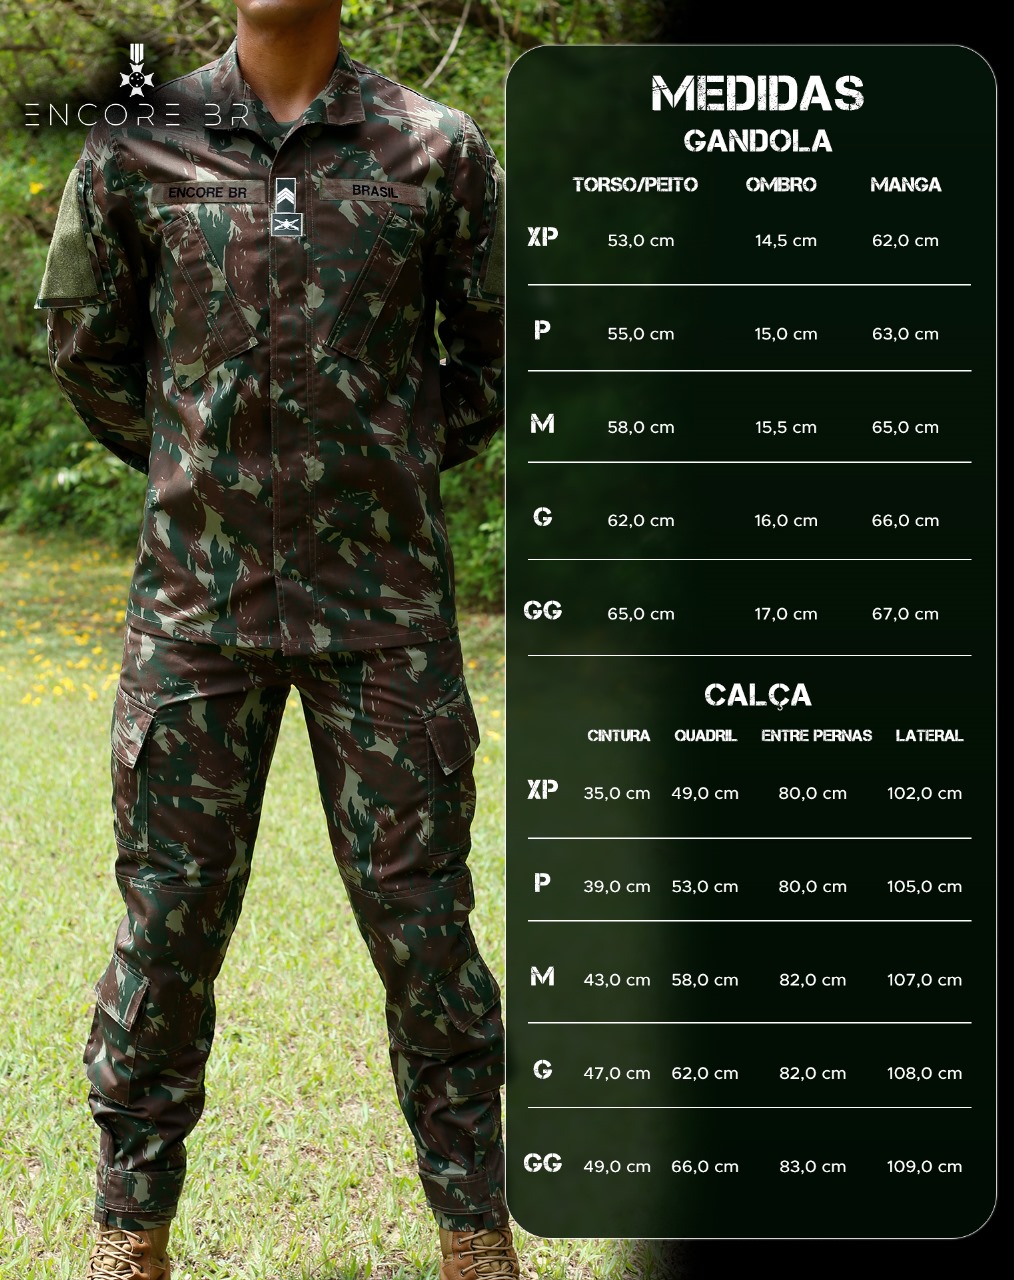 ENCORE BR
ENCORE BR
BRASIL
MEDIDAS
GANDOLA
TORSO/PEITO OMBRO MANGA
XP 53,0 cm 14,5 cm 62,0 cm
P 55,0 cm 15,0 cm 63,0 cm
M 58,0 cm 15,5 cm 65,0 cm
G 62,0 cm 16,0 cm 66,0 cm
GG 65,0 cm 17,0 cm 67,0 cm
CALÇA
CINTURA QUADRIL ENTRE PERNAS LATERAL
XP 35,0 cm 49,0 cm 80,0 cm 102,0 cm
P 39,0 cm 53,0 cm 80,0 cm 105,0 cm
M 43,0 cm 58,0 cm 82,0 cm 107,0 cm
G 47,0 cm 62,0 cm 82,0 cm 108,0 cm
GG 49,0 cm 66,0 cm 83,0 cm 109,0 cm